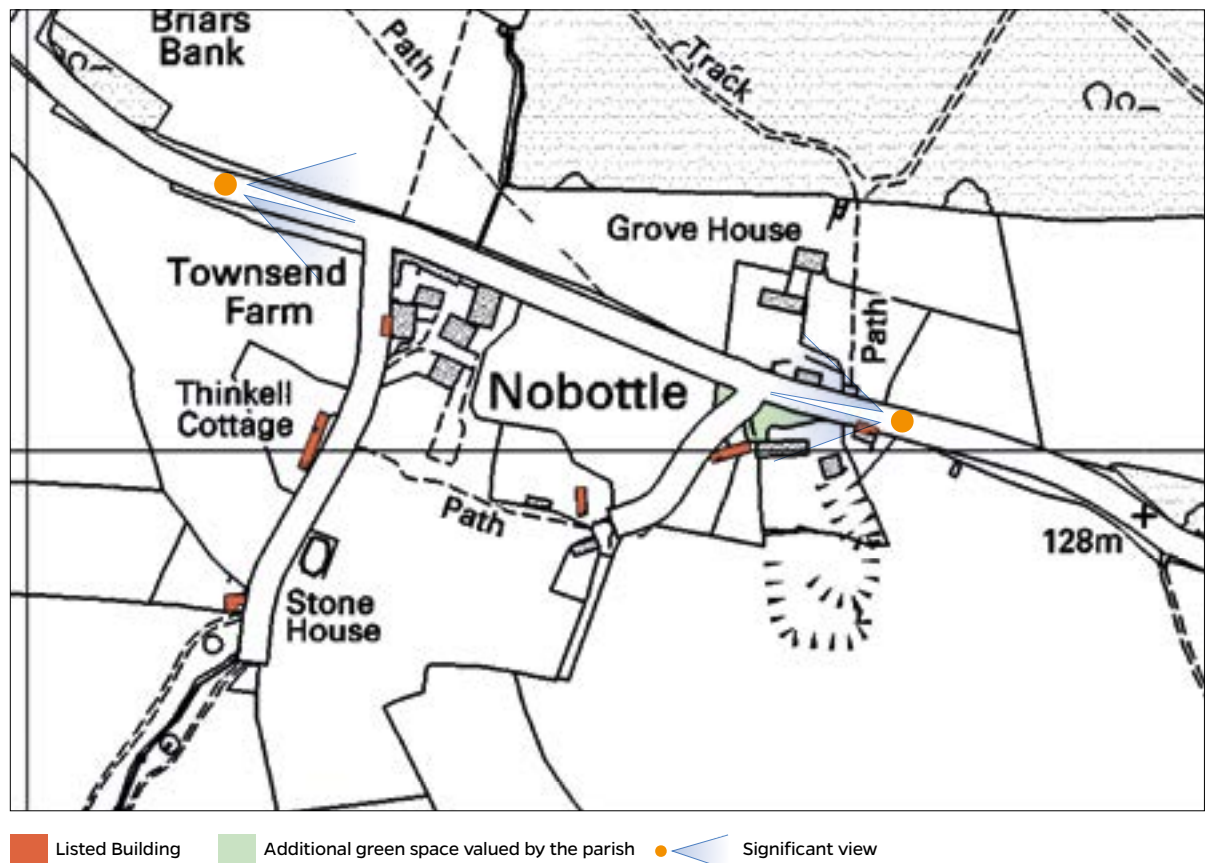 Briars
Bank
Path
Track
Grove House
Townsend
Farm
Path
Thinkell
Cottage
Nobottle
Path
128m
Stone
House
Listed Building
Additional green space valued by the parish
Significant view